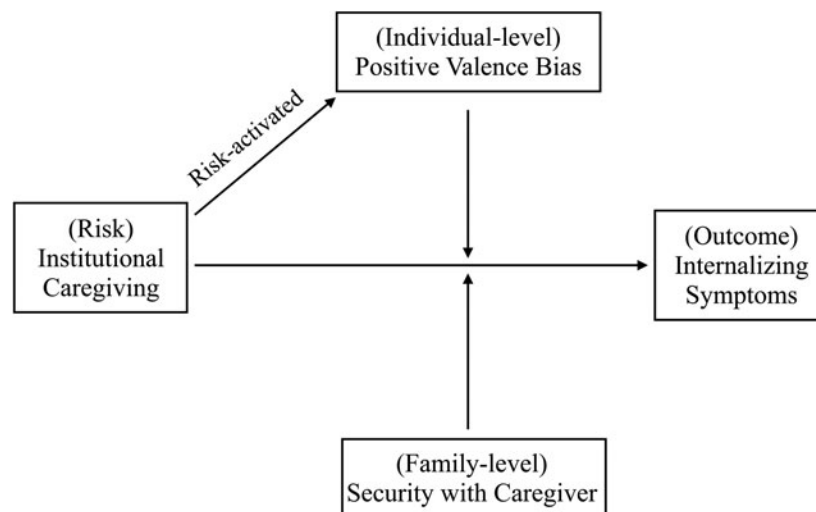 (Individual-level)
Positive Valence Bias
Risk-activated
(Risk)
Institutional
Caregiving
(Outcome)
Internalizing
Symptoms
(Family-level)
Security with Caregiver